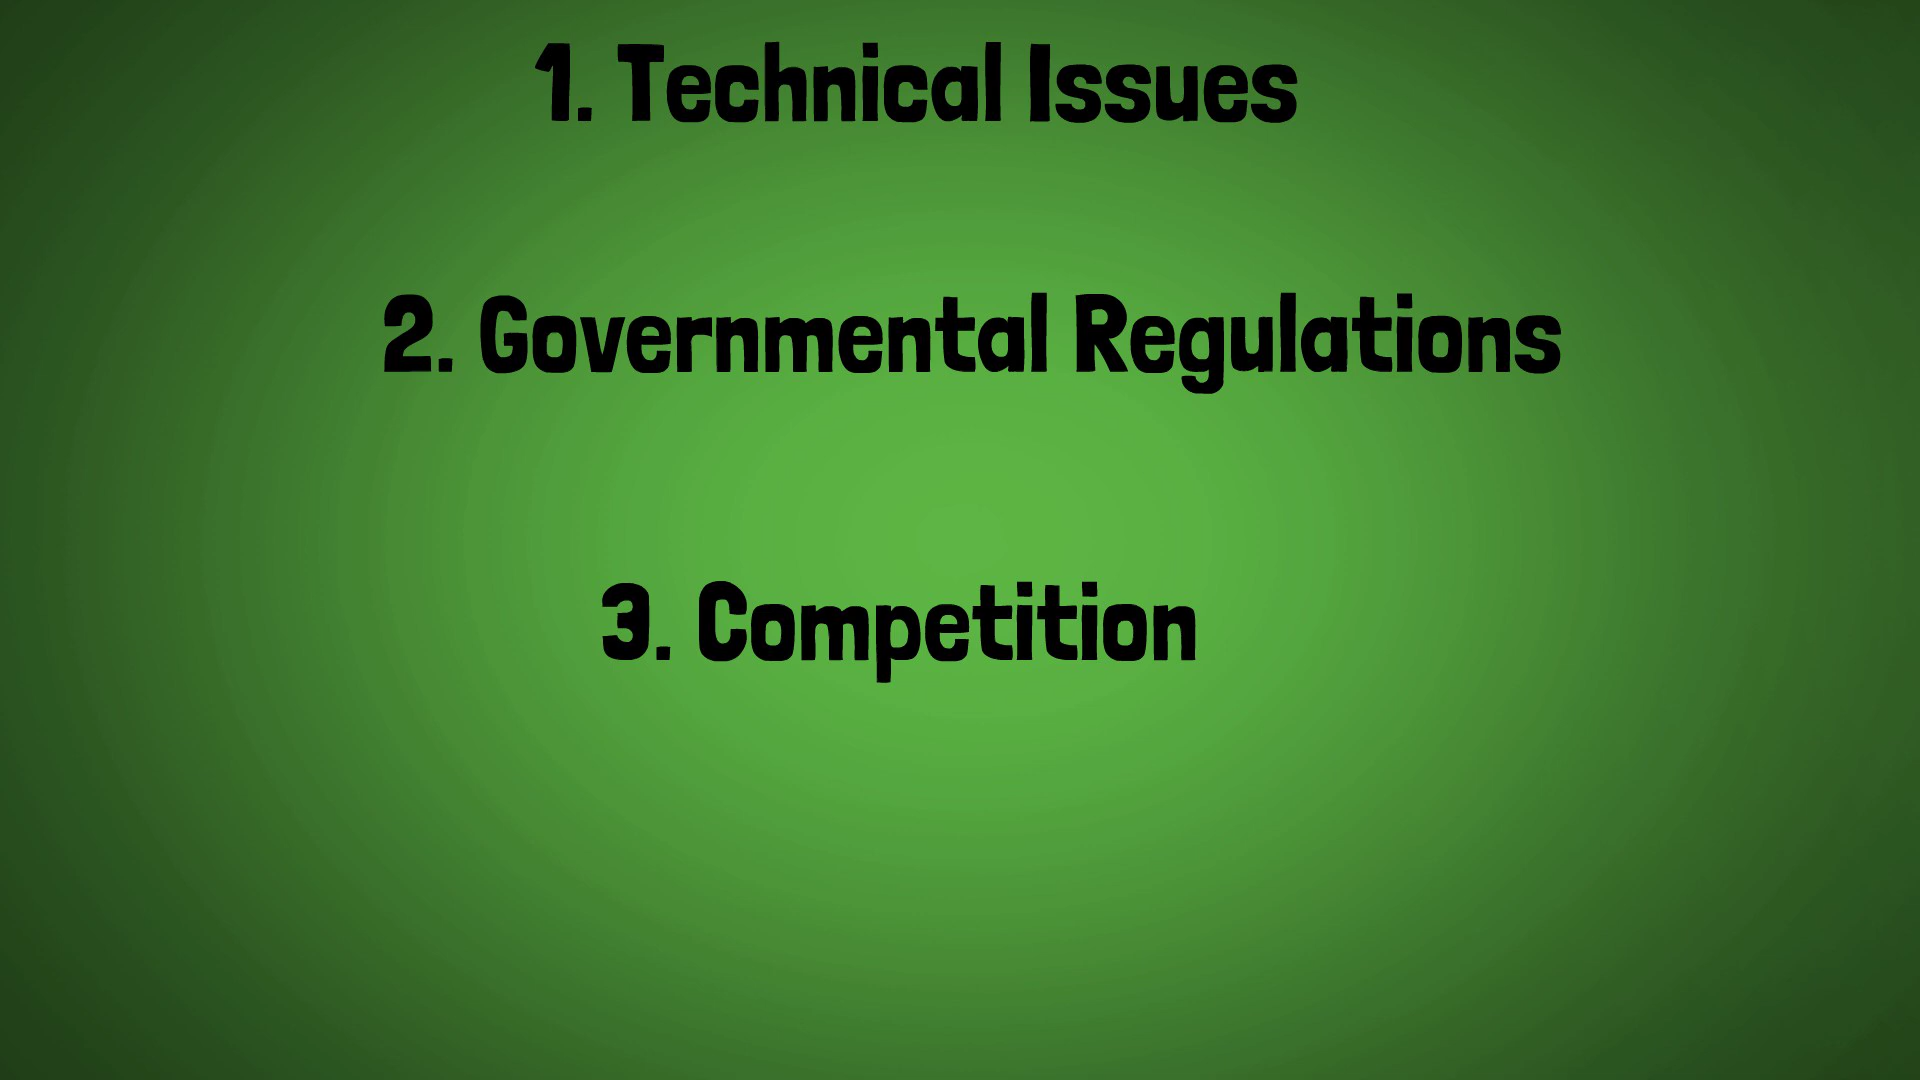 1. Technical Issues
2. Governmental Regulations
3. Competition